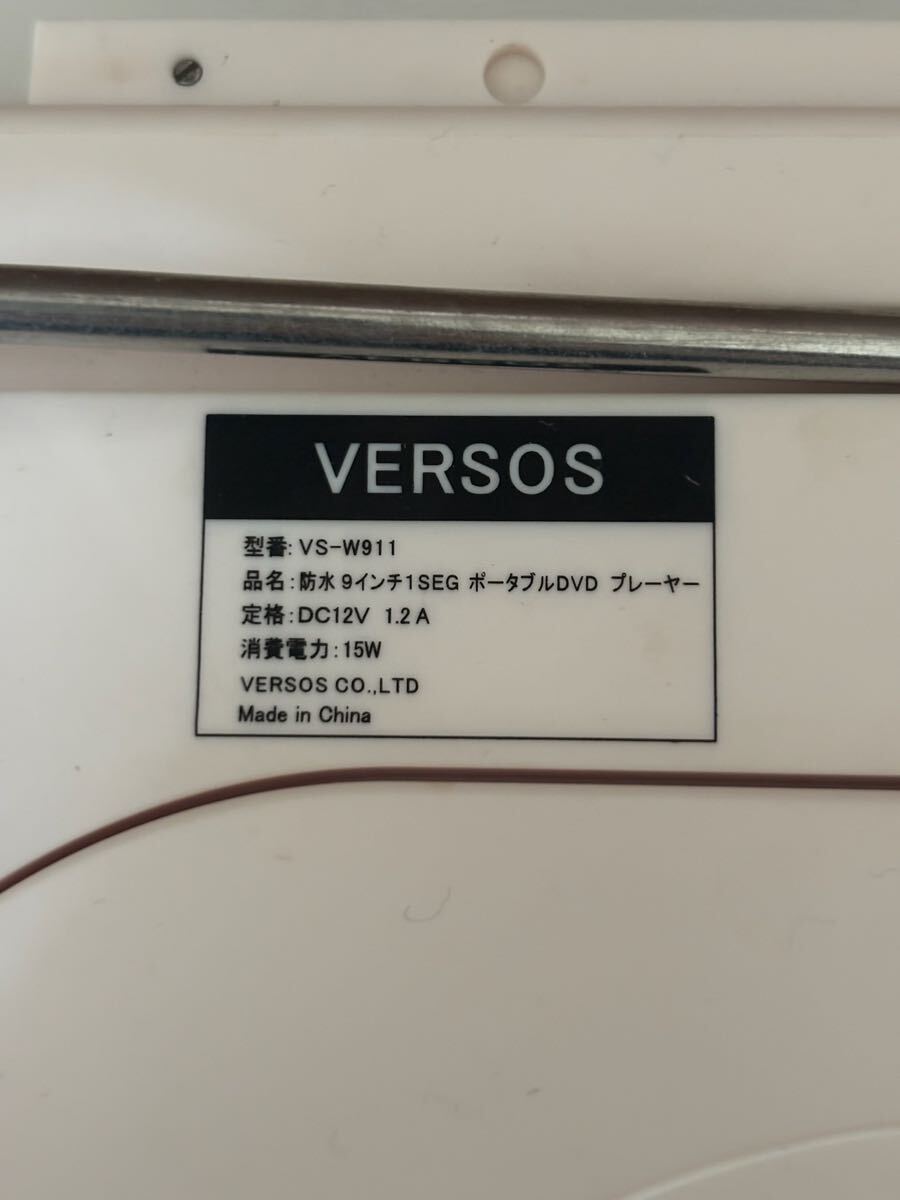 VERSOS
型番: VS-W911
品名: 防水 9インチ1SEG ポータブルDVD プレーヤー
定格: DC12V 1.2 A
消費電力: 15W
VERSOS CO.,LTD
Made in China